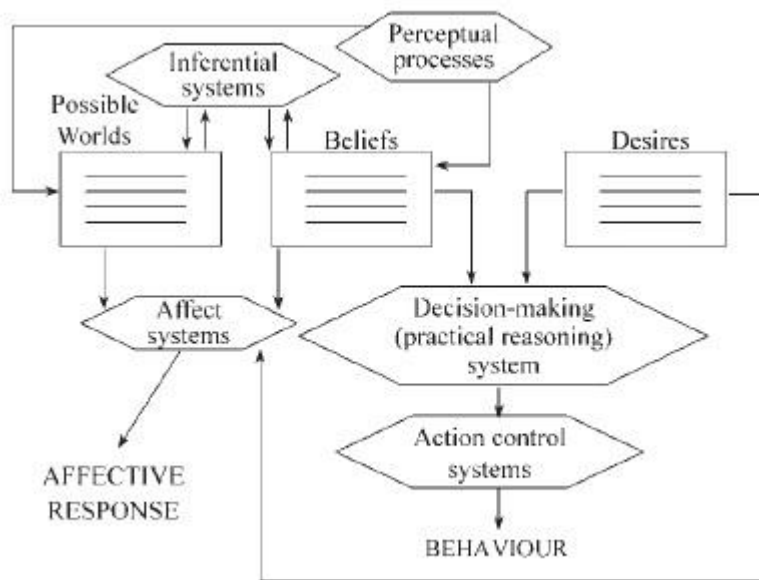 Perceptual
processes
Inferential
systems
Possible
Worlds
Beliefs
Desires
Affect
systems
Decision-making
(practical reasoning)
system
Action control
systems
AFFECTIVE
RESPONSE
BEHAVIOUR